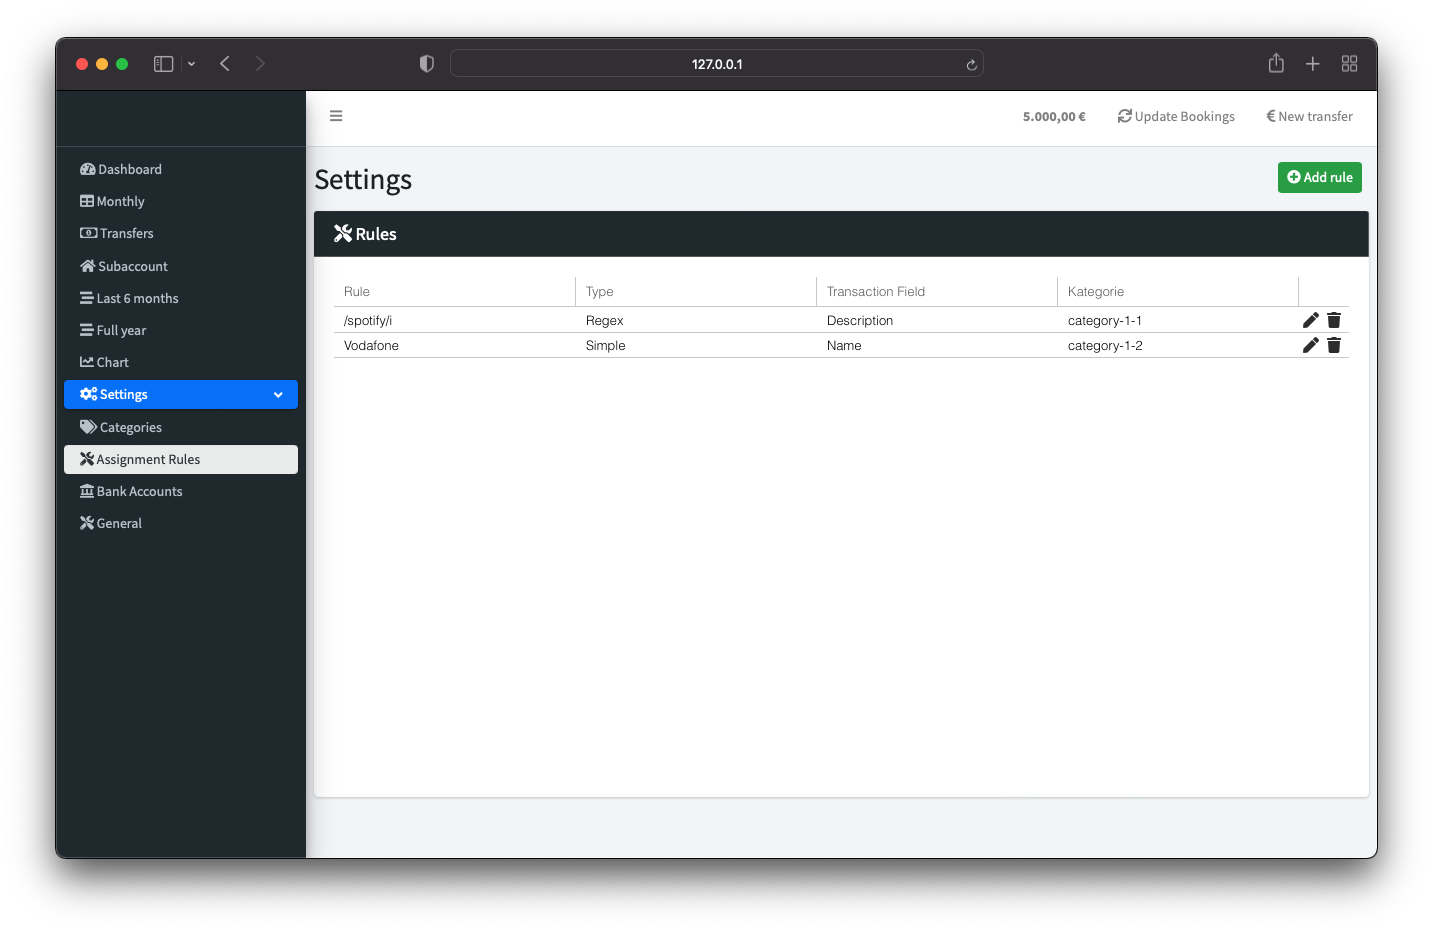 127.0.0.1
5.000,00 € Update Bookings € New transfer
Dashboard
Monthly
Transfers
Subaccount
Last 6 months
Full year
Chart
Settings
Categories
Assignment Rules
Bank Accounts
General
Settings
Add rule
Rules
Rule Type Transaction Field Kategorie
/spotify/i Regex Description category-1-1
Vodafone Simple Name category-1-2